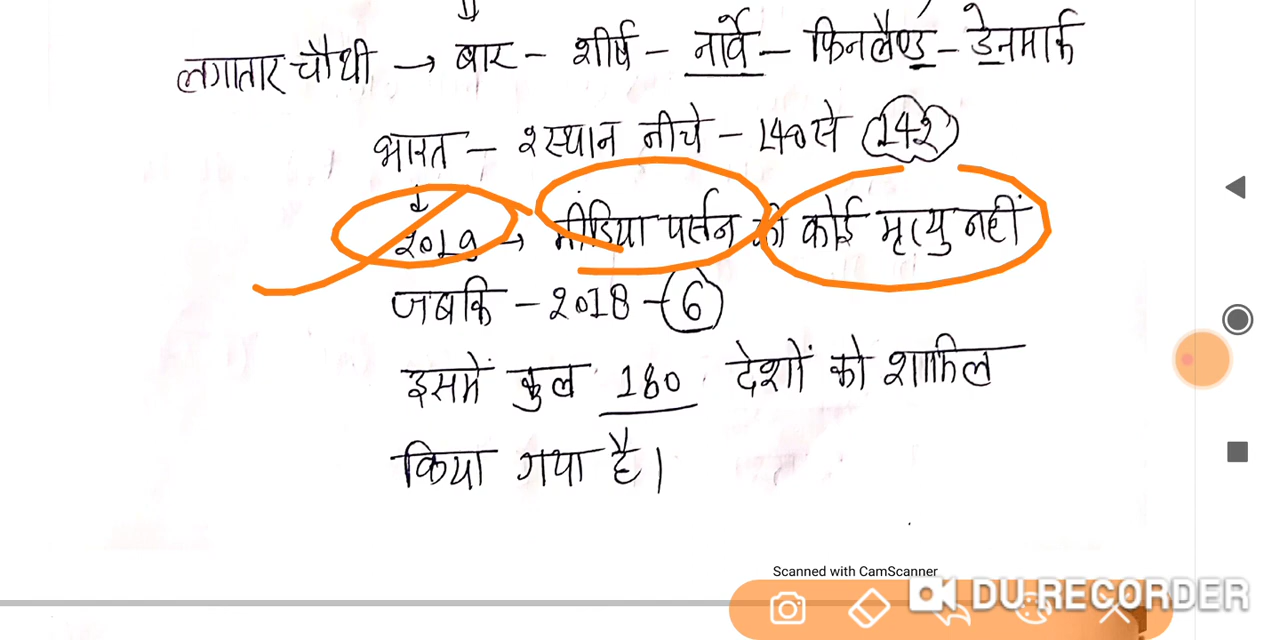 लगातार चौथी → बार - शीर्ष - नार्वे - फिनलैण्ड - डेनमार्क
भारत - २ स्थान नीचे - 140 से 142
2019 → मीडिया पर्सन की कोई मृत्यु नहीं
जबकि - 2018 - 6
इसमें कुल 180 देशों को शामिल
किया गया है।
Scanned with CamScanner
DU RECORDER